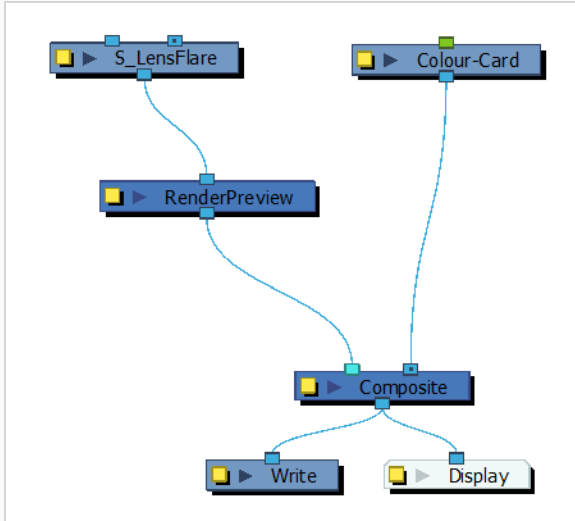 S_LensFlare
Colour-Card
RenderPreview
Composite
Write
Display